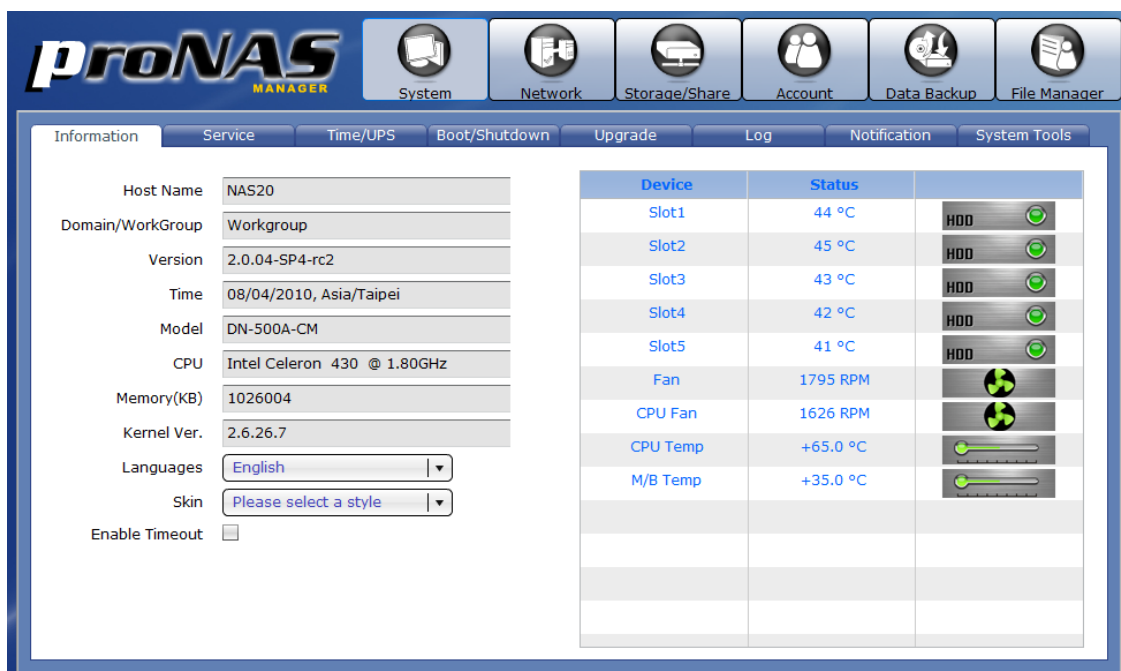 proNAS
MANAGER
System Network Storage/Share Account Data Backup File Manager
Information Service Time/UPS Boot/Shutdown Upgrade Log Notification System Tools
Host Name NAS20
Domain/WorkGroup Workgroup
Version 2.0.04-SP4-rc2
Time 08/04/2010, Asia/Taipei
Model DN-500A-CM
CPU Intel Celeron 430 @ 1.80GHz
Memory(KB) 1026004
Kernel Ver. 2.6.26.7
Languages English
Skin Please select a style
Enable Timeout
Device Status
Slot1 44 °C HDD
Slot2 45 °C HDD
Slot3 43 °C HDD
Slot4 42 °C HDD
Slot5 41 °C HDD
Fan 1795 RPM
CPU Fan 1626 RPM
CPU Temp +65.0 °C
M/B Temp +35.0 °C